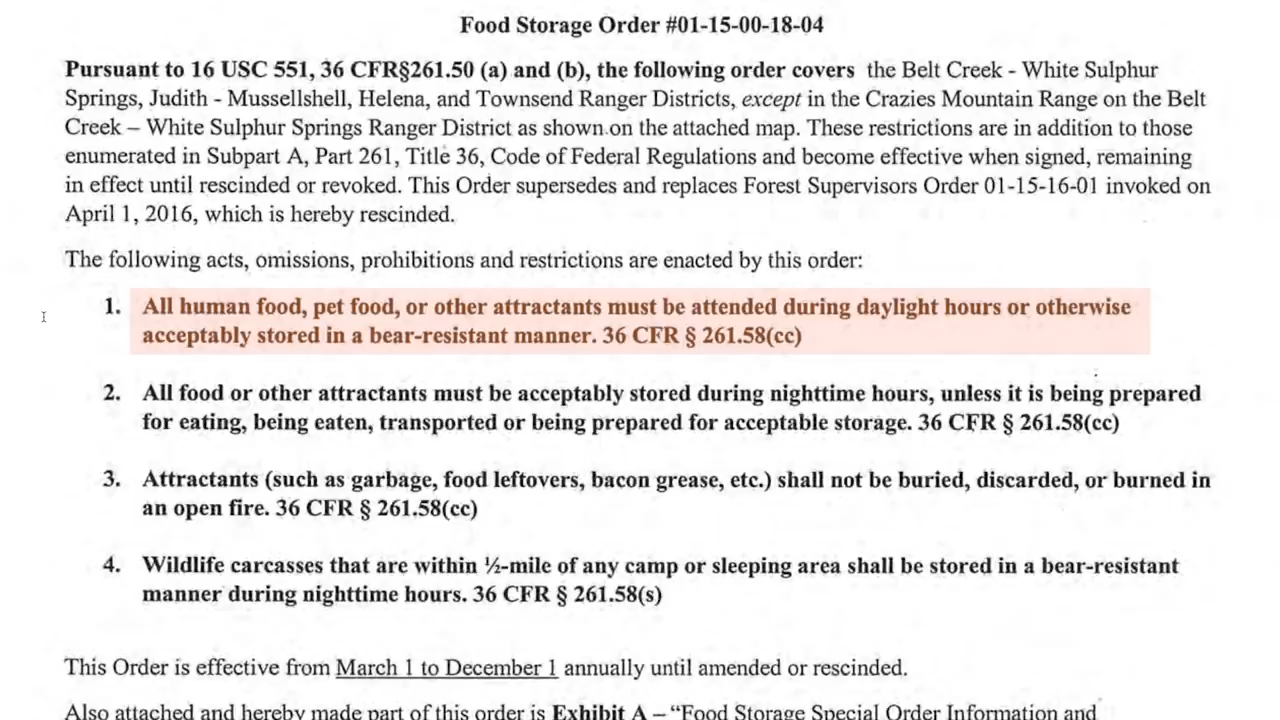 Food Storage Order #01-15-00-18-04
Pursuant to 16 USC 551, 36 CFR§261.50 (a) and (b), the following order covers the Belt Creek - White Sulphur
Springs, Judith - Mussellshell, Helena, and Townsend Ranger Districts, except in the Crazies Mountain Range on the Belt
Creek – White Sulphur Springs Ranger District as shown on the attached map. These restrictions are in addition to those
enumerated in Subpart A, Part 261, Title 36, Code of Federal Regulations and become effective when signed, remaining
in effect until rescinded or revoked. This Order supersedes and replaces Forest Supervisors Order 01-15-16-01 invoked on
April 1, 2016, which is hereby rescinded.
The following acts, omissions, prohibitions and restrictions are enacted by this order:
1. All human food, pet food, or other attractants must be attended during daylight hours or otherwise
acceptably stored in a bear-resistant manner. 36 CFR § 261.58(cc)
2. All food or other attractants must be acceptably stored during nighttime hours, unless it is being prepared
for eating, being eaten, transported or being prepared for acceptable storage. 36 CFR § 261.58(cc)
3. Attractants (such as garbage, food leftovers, bacon grease, etc.) shall not be buried, discarded, or burned in
an open fire. 36 CFR § 261.58(cc)
4. Wildlife carcasses that are within ½-mile of any camp or sleeping area shall be stored in a bear-resistant
manner during nighttime hours. 36 CFR § 261.58(s)
This Order is effective from March 1 to December 1 annually until amended or rescinded.
Also attached and hereby made part of this order is Exhibit A – “Food Storage Special Order Information and